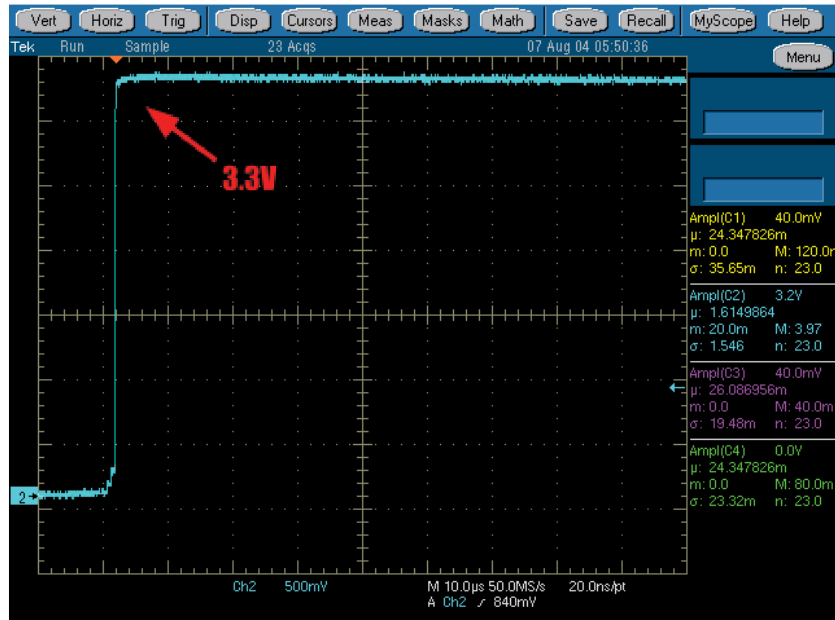 Vert Horiz Trig Disp Cursors Meas Masks Math Save Recall MyScope Help
Tek Run Sample 23 Acqs 07 Aug 04 05:50:36
Menu
3.3V
Ampl(C1) 40.0mV
µ: 24.347826m
m: 0.0 M: 120.0m
σ: 35.65m n: 23.0
Ampl(C2) 3.2V
µ: 1.6149864
m: 20.0m M: 3.97
σ: 1.546 n: 23.0
Ampl(C3) 40.0mV
µ: 26.086956m
m: 0.0 M: 40.0m
σ: 19.48m n: 23.0
Ampl(C4) 0.0V
µ: 24.347826m
m: 0.0 M: 80.0m
σ: 23.32m n: 23.0
2
Ch2 500mV M 10.0µs 50.0MS/s 20.0ns/pt
A Ch2 840mV